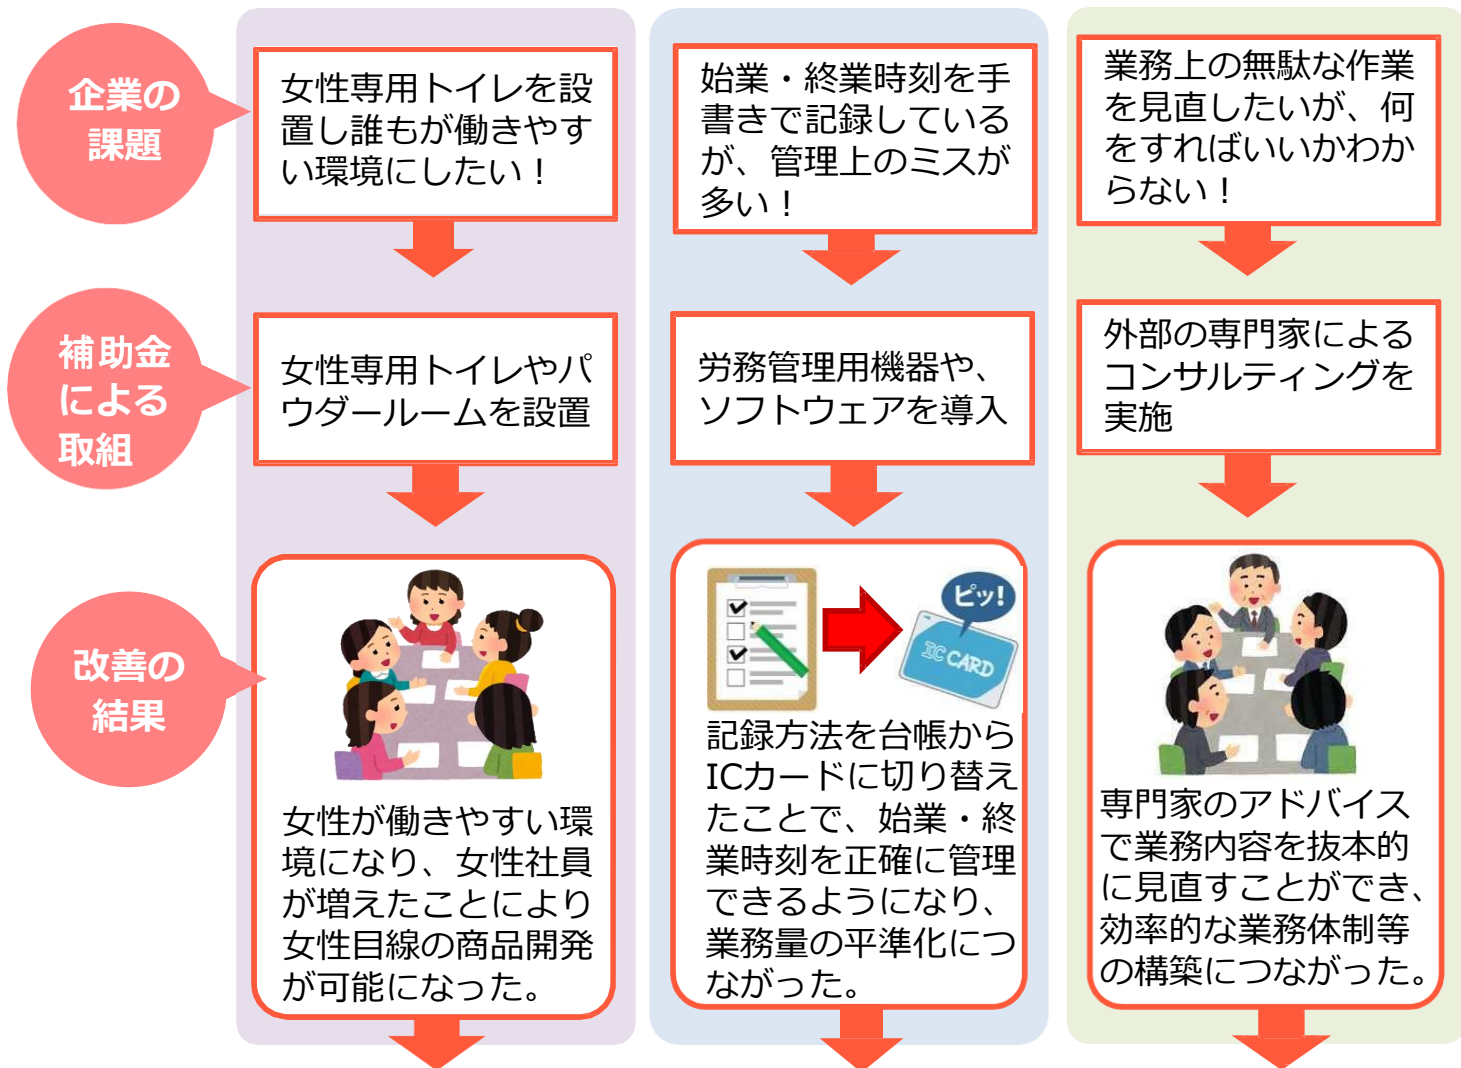 企業の
課題
女性専用トイレを設
置し誰もが働きやす
い環境にしたい！
始業・終業時刻を手
書きで記録している
が、管理上のミスが
多い！
業務上の無駄な作業
を見直したいが、何
をすればいいかわか
らない！
補助金
による
取組
女性専用トイレやパ
ウダールームを設置
労務管理用機器や、
ソフトウェアを導入
外部の専門家による
コンサルティングを
実施
改善の
結果
女性が働きやすい環
境になり、女性社員
が増えたことにより
女性目線の商品開発
が可能になった。
ピッ!
IC CARD
記録方法を台帳から
ICカードに切り替え
たことで、始業・終
業時刻を正確に管理
できるようになり、
業務量の平準化につ
ながった。
専門家のアドバイス
で業務内容を抜本的
に見直すことができ、
効率的な業務体制等
の構築につながった。